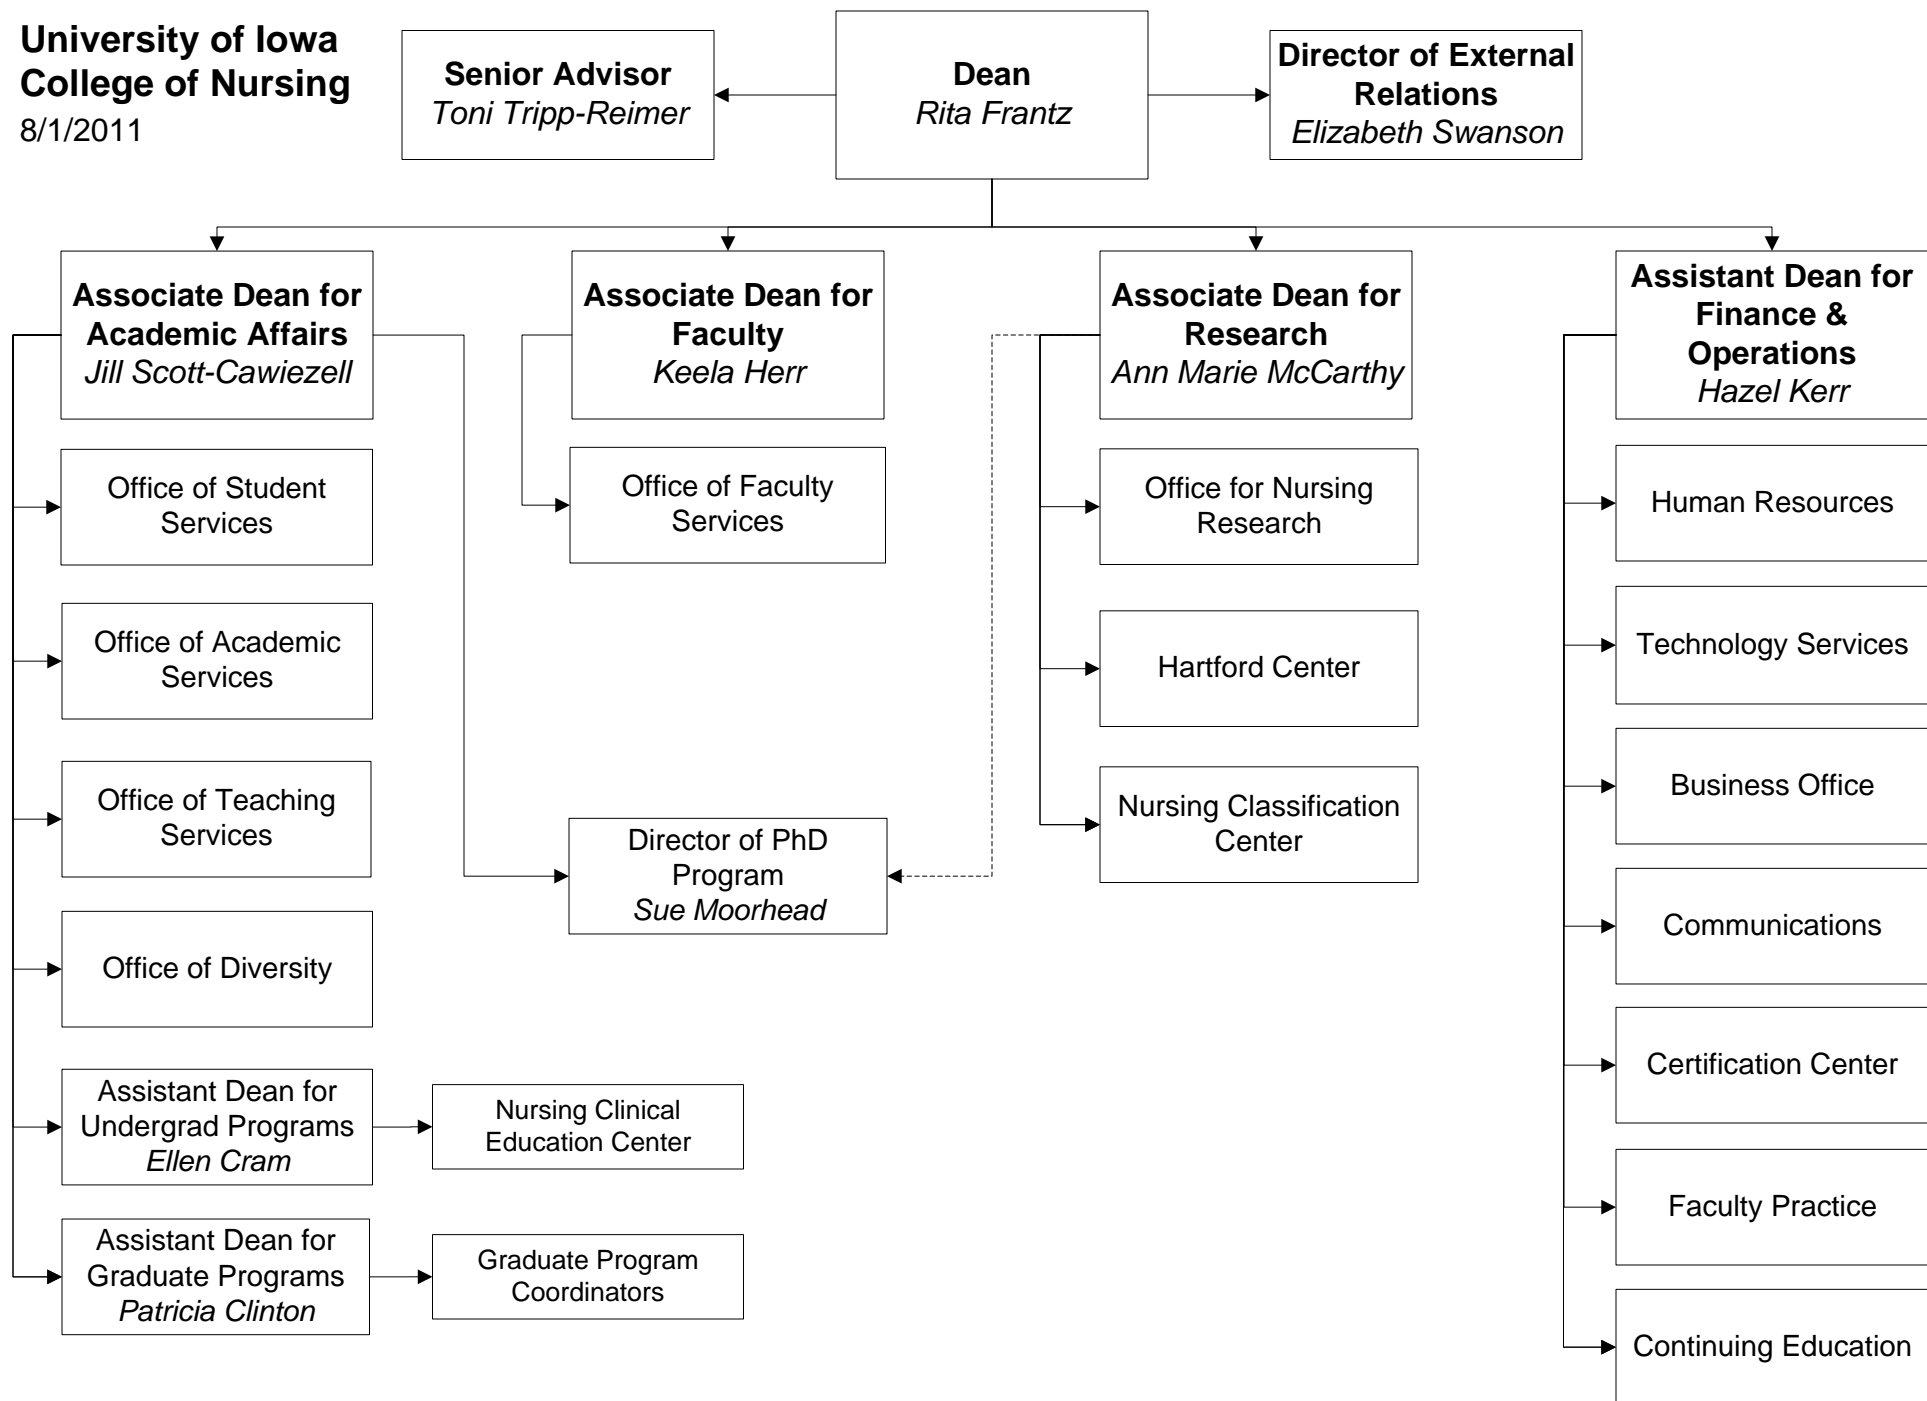 University of Iowa
College of Nursing
8/1/2011
Senior Advisor
Toni Tripp-Reimer
Dean
Rita Frantz
Director of External
Relations
Elizabeth Swanson
Associate Dean for
Academic Affairs
Jill Scott-Cawiezell
Associate Dean for
Faculty
Keela Herr
Associate Dean for
Research
Ann Marie McCarthy
Assistant Dean for
Finance &
Operations
Hazel Kerr
Office of Student
Services
Office of Academic
Services
Office of Teaching
Services
Office of Diversity
Assistant Dean for
Undergrad Programs
Ellen Cram
Nursing Clinical
Education Center
Assistant Dean for
Graduate Programs
Patricia Clinton
Graduate Program
Coordinators
Office of Faculty
Services
Director of PhD
Program
Sue Moorhead
Office for Nursing
Research
Hartford Center
Nursing Classification
Center
Human Resources
Technology Services
Business Office
Communications
Certification Center
Faculty Practice
Continuing Education